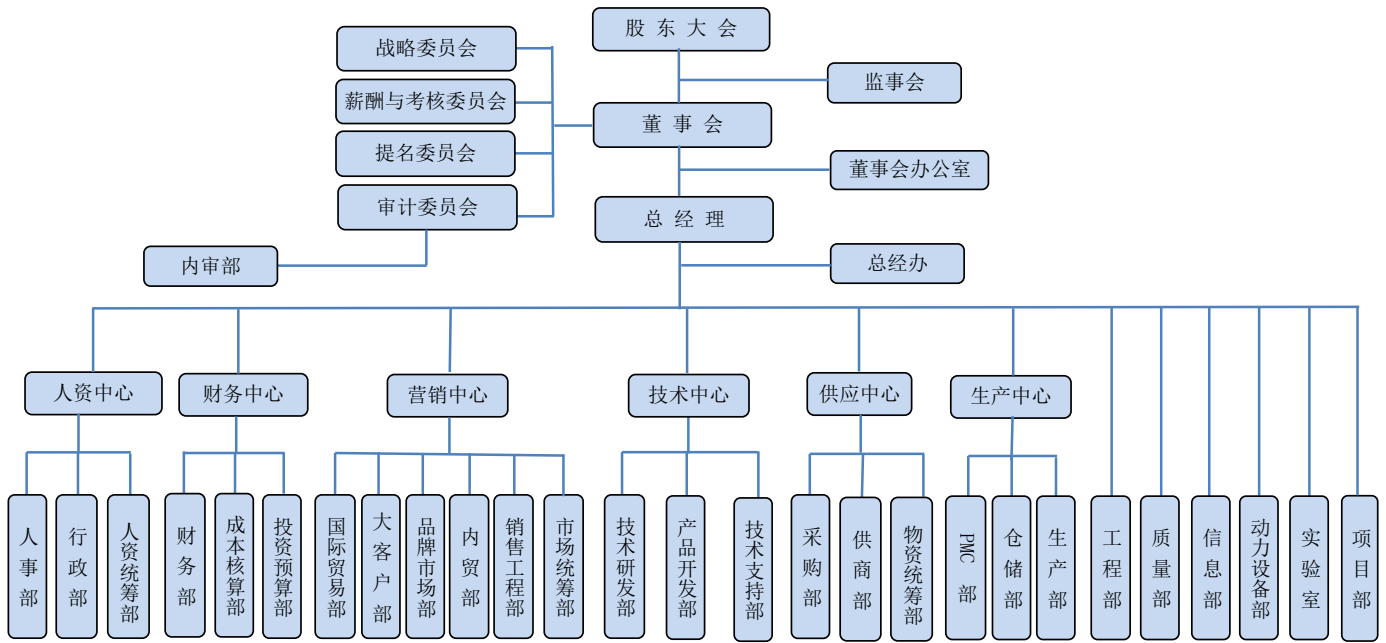 股 东 大 会
战略委员会
监事会
薪酬与考核委员会
董 事 会
提名委员会
董事会办公室
审计委员会
总 经 理
内审部
总经办
人资中心
财务中心
营销中心
技术中心
供应中心
生产中心
人事部
行政部
人资统筹部
财务部
成本核算部
投资预算部
国际贸易部
大客户部
品牌市场部
内贸部
销售工程部
市场统筹部
技术研发部
产品开发部
技术支持部
采购部
供商部
物资统筹部
PMC 部
仓储部
生产部
工程部
质量部
信息部
动力设备部
实验室
项目部